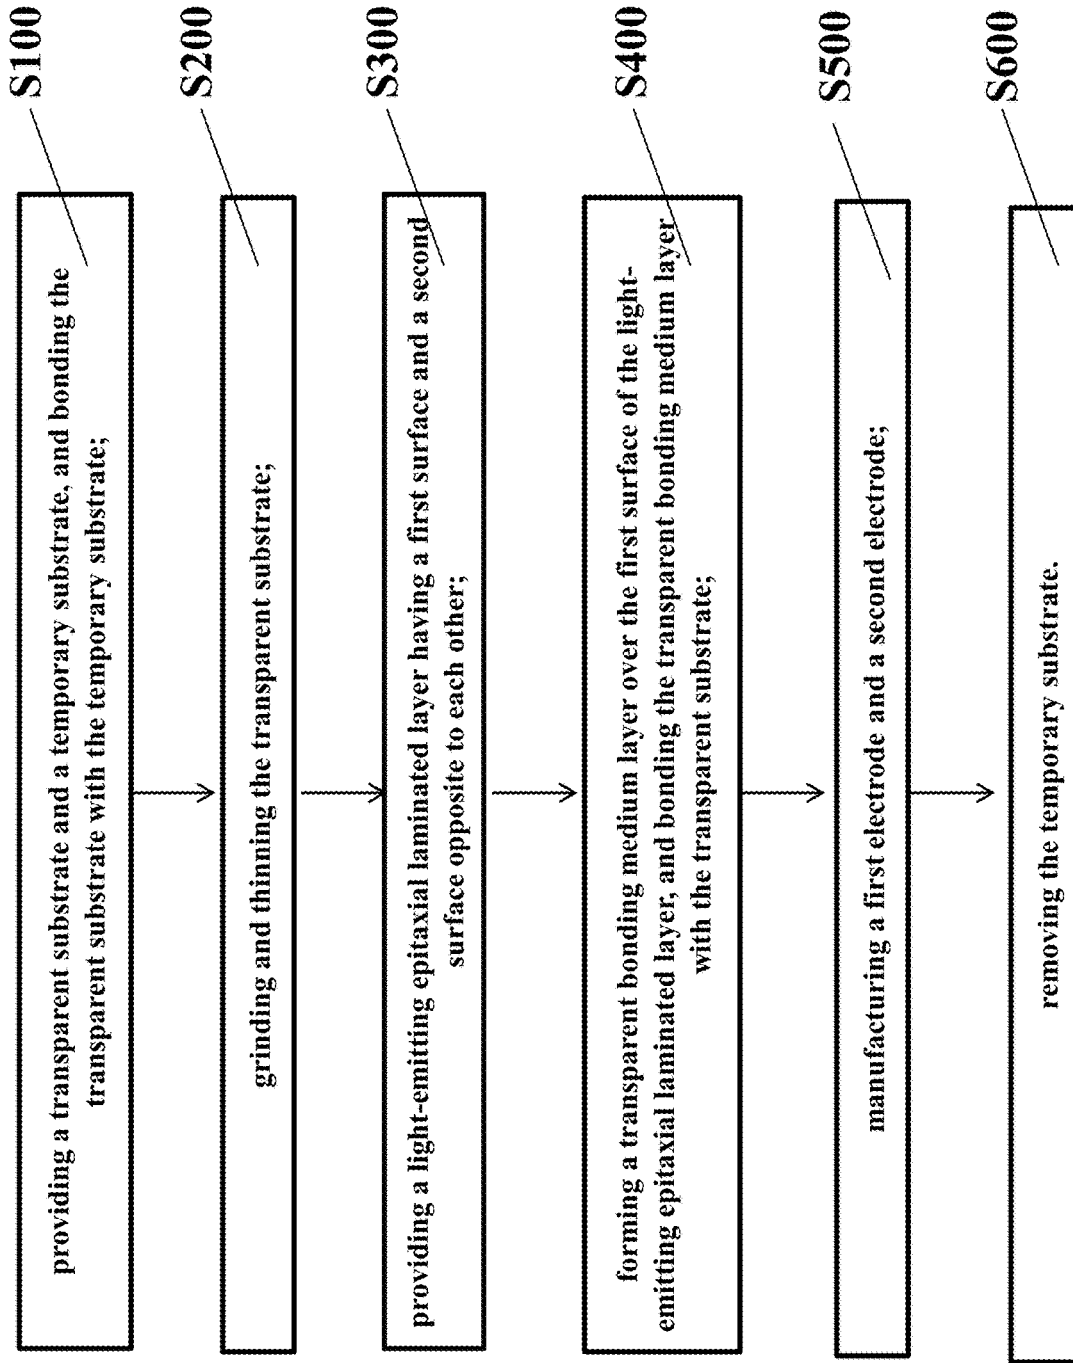 providing a transparent substrate and a temporary substrate, and bonding the
transparent substrate with the temporary substrate;
S100
grinding and thinning the transparent substrate;
S200
providing a light-emitting epitaxial laminated layer having a first surface and a second
surface opposite to each other;
S300
forming a transparent bonding medium layer over the first surface of the light-
emitting epitaxial laminated layer, and bonding the transparent bonding medium layer
with the transparent substrate;
S400
manufacturing a first electrode and a second electrode;
S500
removing the temporary substrate.
S600